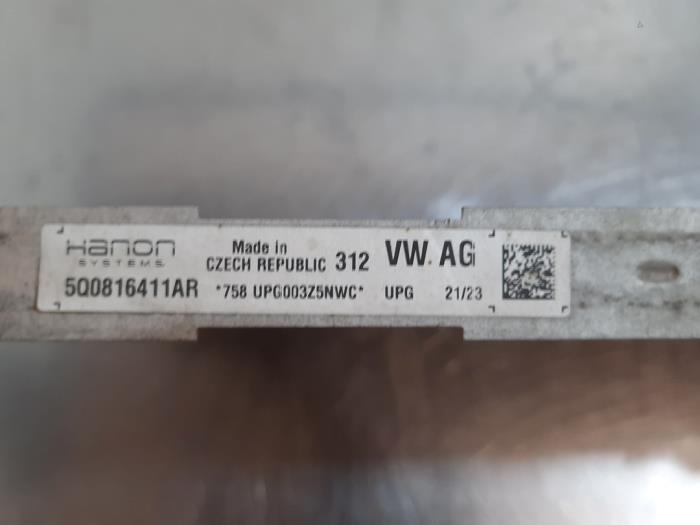 Hanon
SYSTEMS
Made in
CZECH REPUBLIC 312 VW AG
5Q0816411AR *758 UPG003Z5NWC* UPG 21/23